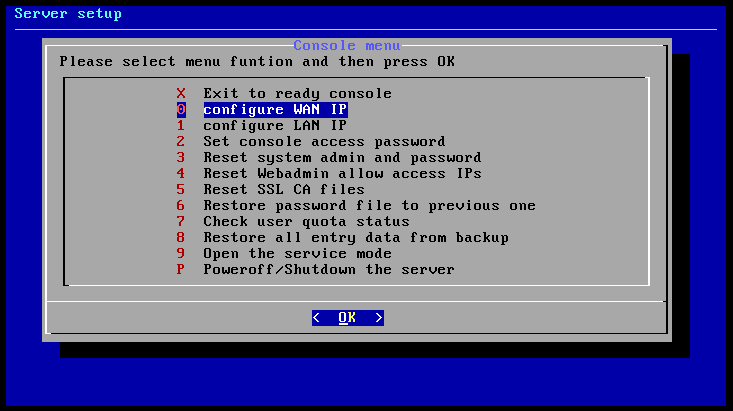 Server setup
Console menu
Please select menu funtion and then press OK
X Exit to ready console
0 configure WAN IP
1 configure LAN IP
2 Set console access password
3 Reset system admin and password
4 Reset Webadmin allow access IPs
5 Reset SSL CA files
6 Restore password file to previous one
7 Check user quota status
8 Restore all entry data from backup
9 Open the service mode
P Poweroff/Shutdown the server
< OK >